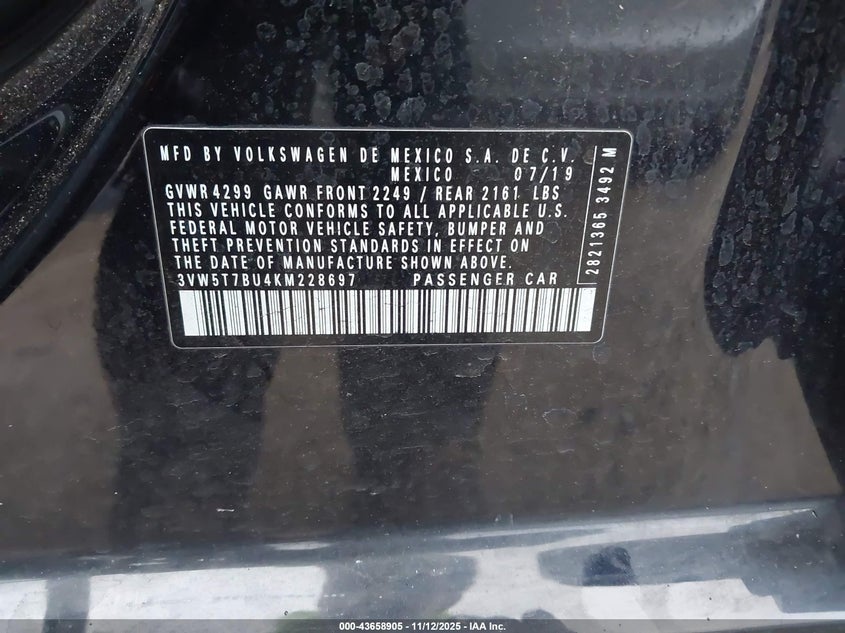 MFD BY VOLKSWAGEN DE MEXICO S.A. DE C.V.
MEXICO 07/19
GVWR 4299 GAWR FRONT 2249 / REAR 2161 LBS
THIS VEHICLE CONFORMS TO ALL APPLICABLE U.S.
FEDERAL MOTOR VEHICLE SAFETY, BUMPER AND
THEFT PREVENTION STANDARDS IN EFFECT ON
THE DATE OF MANUFACTURE SHOWN ABOVE.
3VW5T7BU4KM228697 PASSENGER CAR
2821365 3492 M
000-43658905 - 11/12/2025 - IAA Inc.